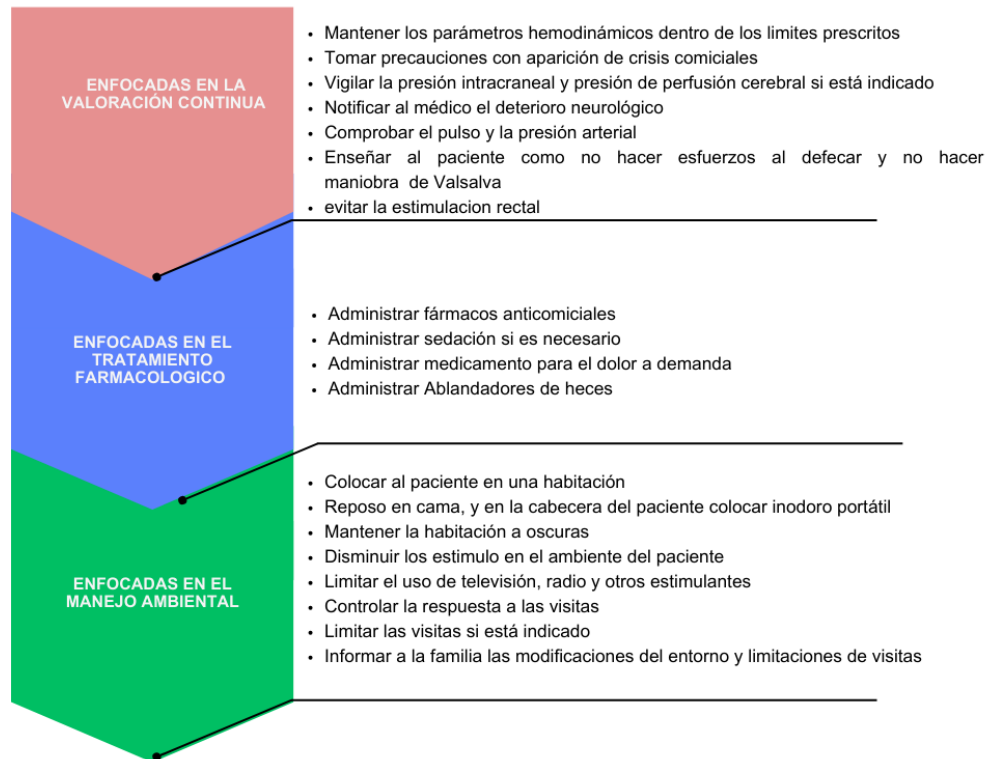 ENFOCADAS EN LA
VALORACIÓN CONTINUA
• Mantener los parámetros hemodinámicos dentro de los limites prescritos
• Tomar precauciones con aparición de crisis comiciales
• Vigilar la presión intracraneal y presión de perfusión cerebral si está indicado
• Notificar al médico el deterioro neurológico
• Comprobar el pulso y la presión arterial
• Enseñar al paciente como no hacer esfuerzos al defecar y no hacer
maniobra de Valsalva
• evitar la estimulacion rectal
ENFOCADAS EN EL
TRATAMIENTO
FARMACOLOGICO
• Administrar fármacos anticomiciales
• Administrar sedación si es necesario
• Administrar medicamento para el dolor a demanda
• Administrar Ablandadores de heces
ENFOCADAS EN EL
MANEJO AMBIENTAL
• Colocar al paciente en una habitación
• Reposo en cama, y en la cabecera del paciente colocar inodoro portátil
• Mantener la habitación a oscuras
• Disminuir los estimulo en el ambiente del paciente
• Limitar el uso de televisión, radio y otros estimulantes
• Controlar la respuesta a las visitas
• Limitar las visitas si está indicado
• Informar a la familia las modificaciones del entorno y limitaciones de visitas